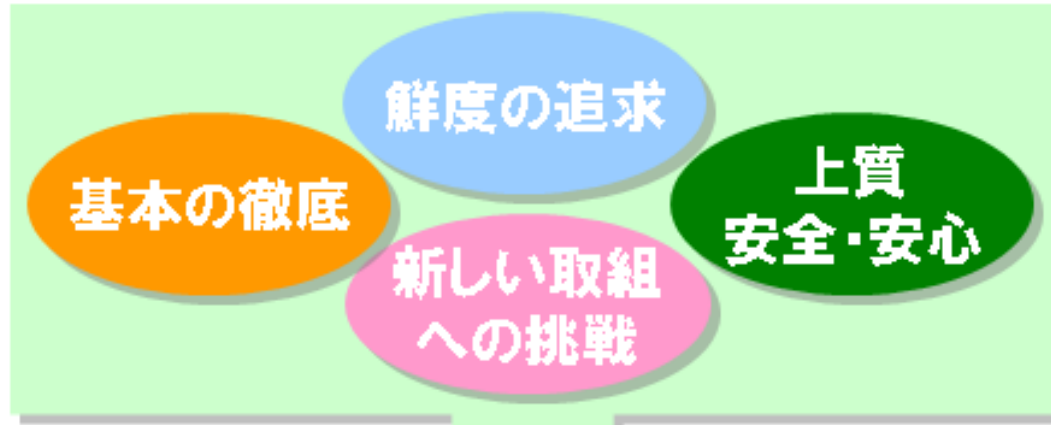 鮮度の追求
基本の徹底
上質
安全・安心
新しい取組
への挑戦